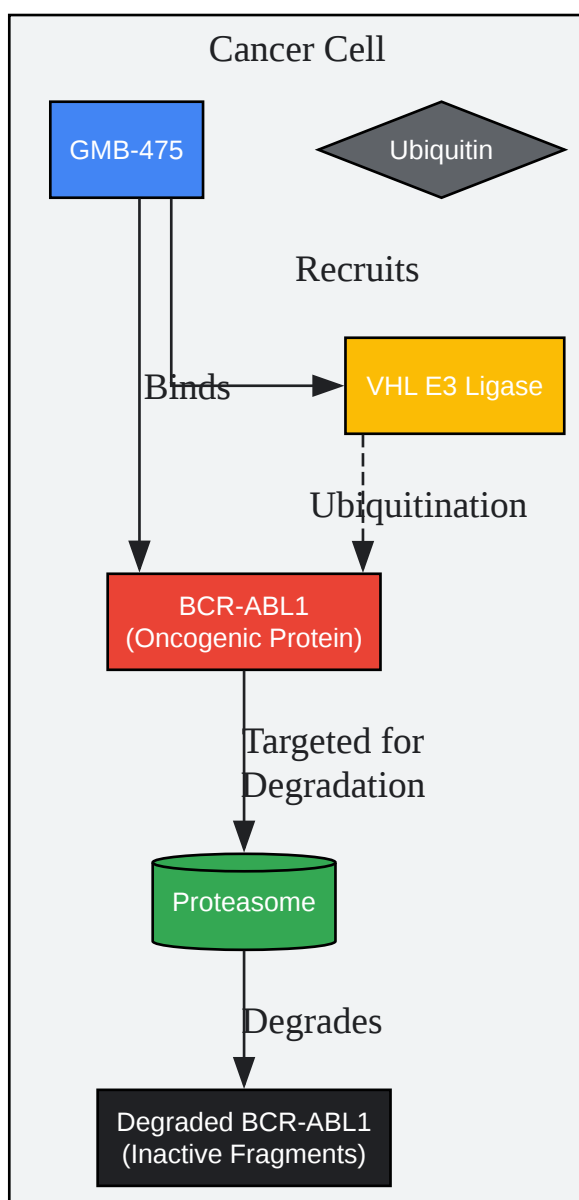 Cancer Cell
GMB-475
Ubiquitin
Recruits
Binds
VHL E3 Ligase
Ubiquitination
BCR-ABL1
(Oncogenic Protein)
Targeted for
Degradation
Proteasome
Degrades
Degraded BCR-ABL1
(Inactive Fragments)